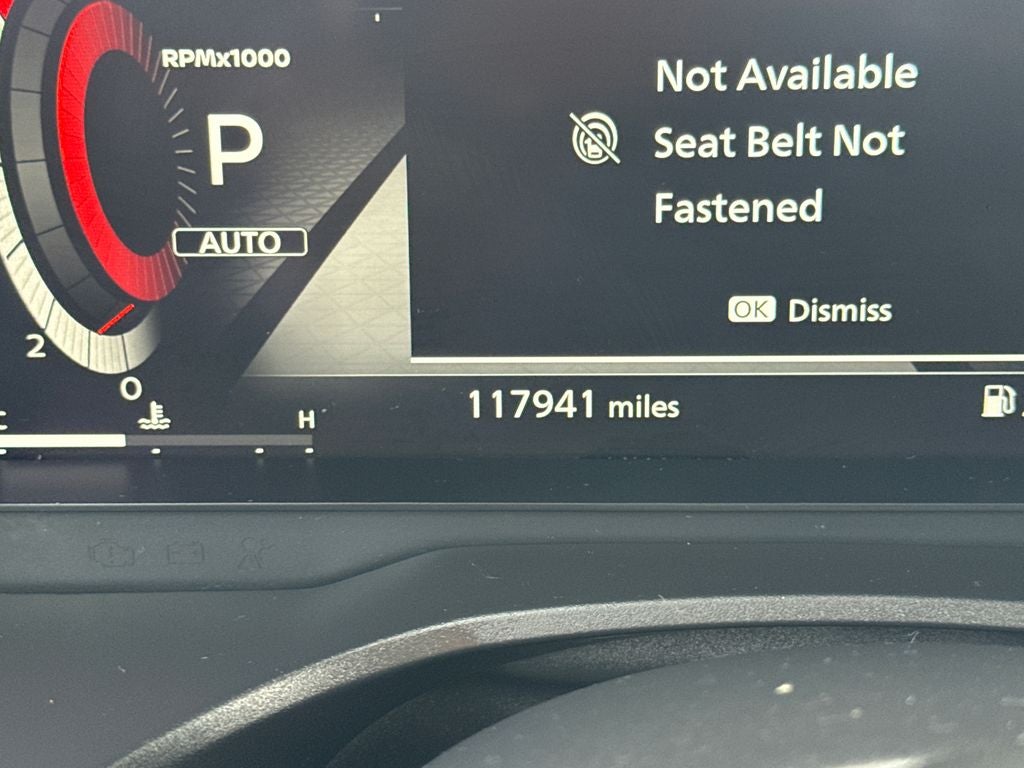 RPMx1000
P
AUTO
2
0
C
H
Not Available
Seat Belt Not
Fastened
OK Dismiss
117941 miles